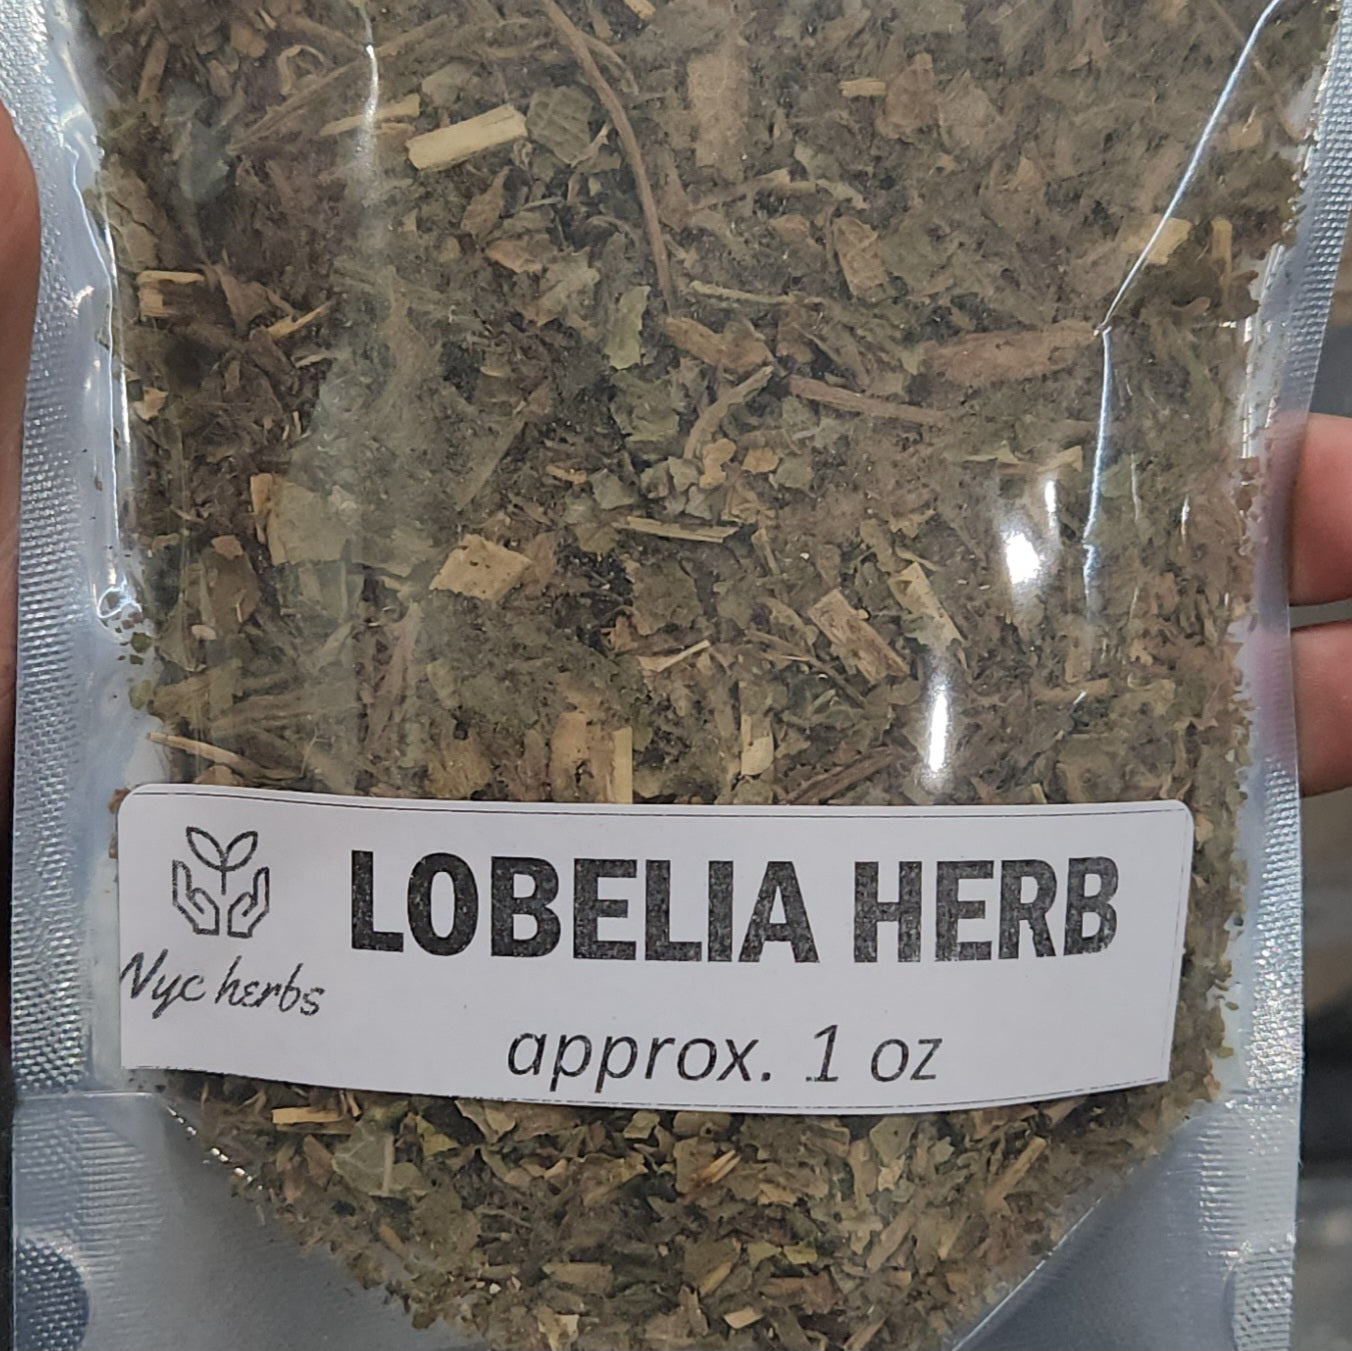 LOBELIA HERB
Nyc herbs
approx. 1 oz